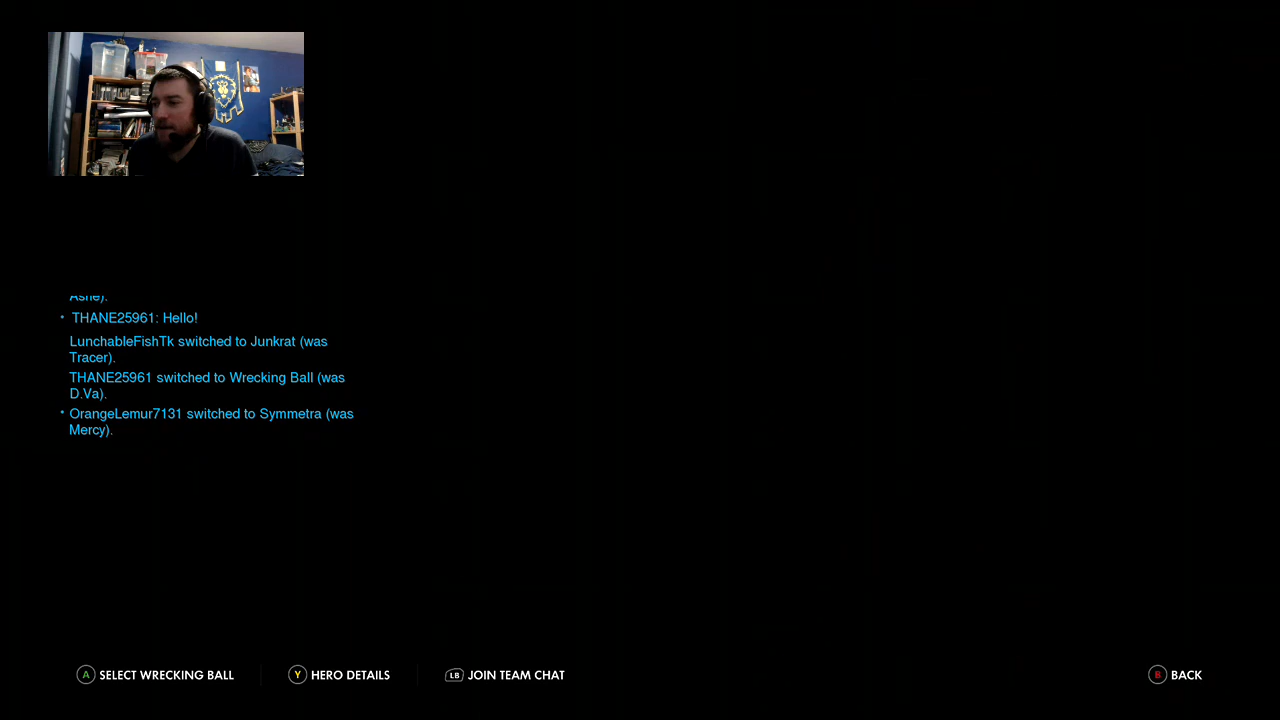 Ashe).
• THANE25961: Hello!
LunchableFishTk switched to Junkrat (was
Tracer).
THANE25961 switched to Wrecking Ball (was
D.Va).
• OrangeLemur7131 switched to Symmetra (was
Mercy).
A SELECT WRECKING BALL Y HERO DETAILS LB JOIN TEAM CHAT B BACK